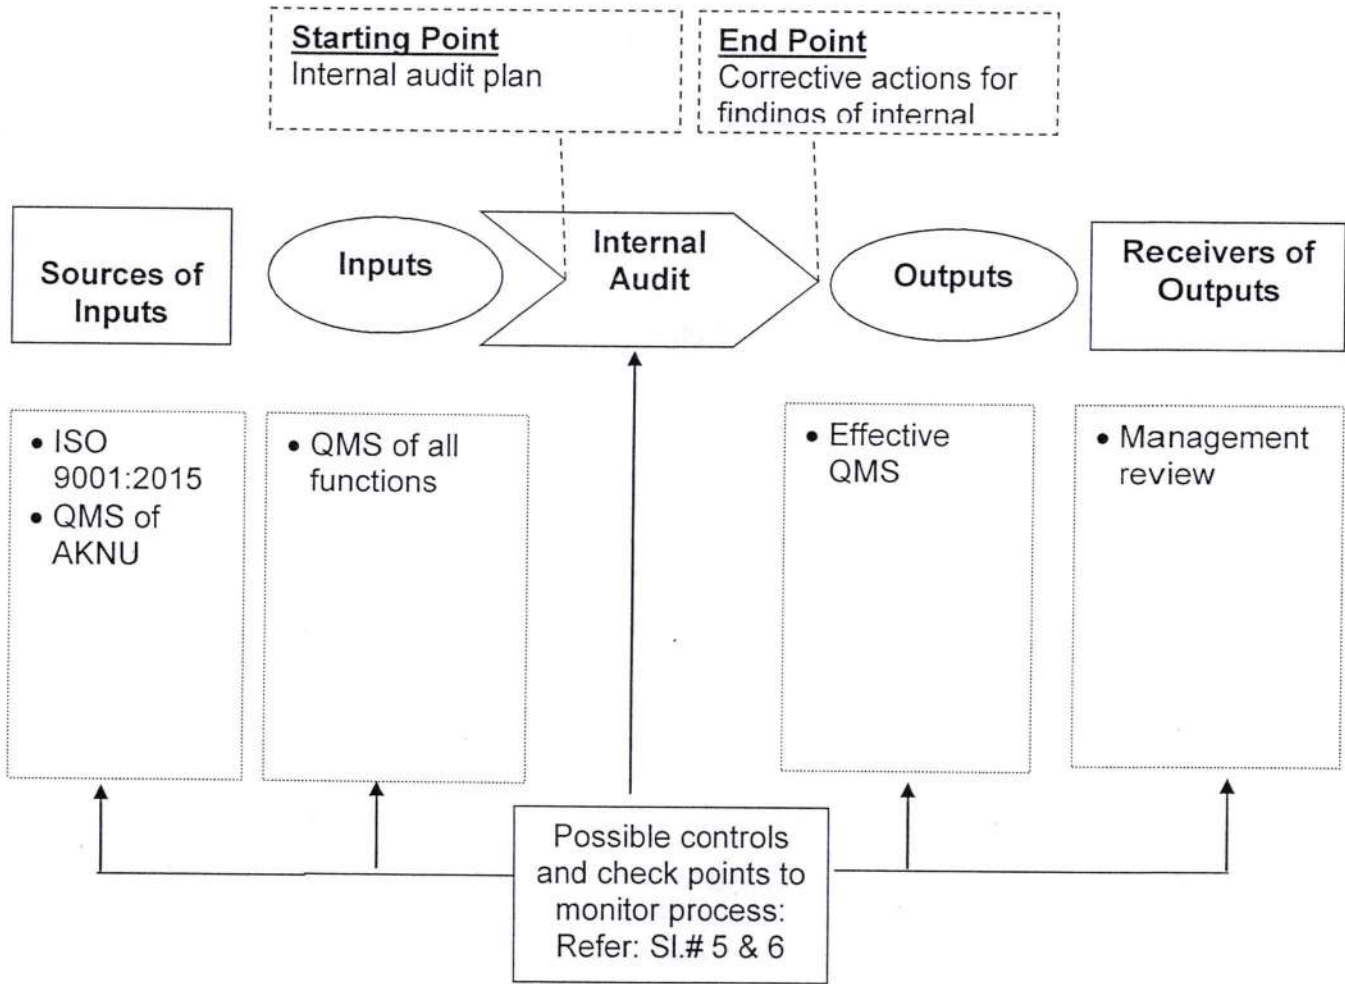 Starting Point
Internal audit plan
End Point
Corrective actions for
findings of internal
Sources of
Inputs
Inputs
Internal
Audit
Outputs
Receivers of
Outputs
• ISO
9001:2015
• QMS of
AKNU
• QMS of all
functions
• Effective
QMS
• Management
review
Possible controls
and check points to
monitor process:
Refer: Sl.# 5 & 6